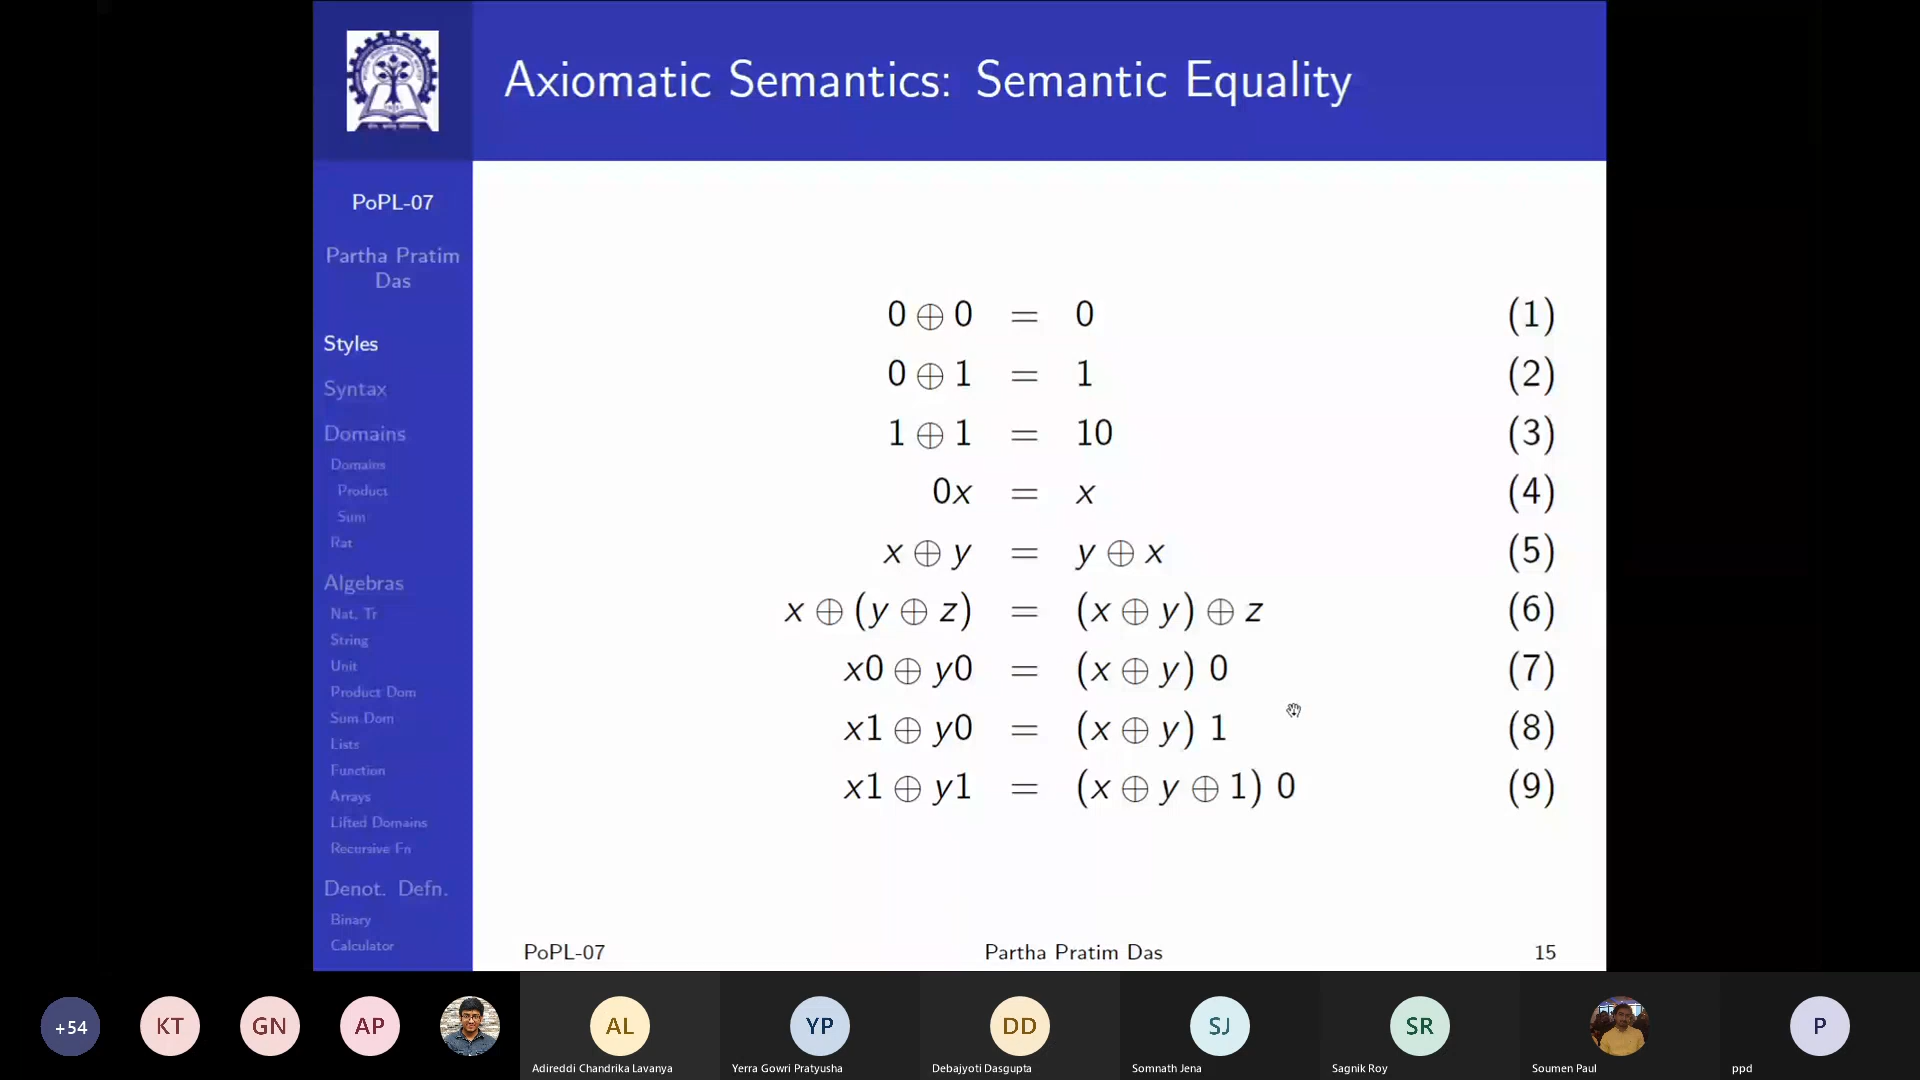 Axiomatic Semantics: Semantic Equality
PoPL-07
Partha Pratim
Das
Styles
Syntax
Domains
Domains
Product
Sum
Rat
Algebras
Nat, Tr
String
Unit
Product Dom
Sum Dom
Lists
Function
Arrays
Lifted Domains
Recursive Fn
Denot. Defn.
Binary
Calculator
0 ⊕ 0 = 0 (1)
0 ⊕ 1 = 1 (2)
1 ⊕ 1 = 10 (3)
0x = x (4)
x ⊕ y = y ⊕ x (5)
x ⊕ (y ⊕ z) = (x ⊕ y) ⊕ z (6)
x0 ⊕ y0 = (x ⊕ y) 0 (7)
x1 ⊕ y0 = (x ⊕ y) 1 (8)
x1 ⊕ y1 = (x ⊕ y ⊕ 1) 0 (9)
PoPL-07 Partha Pratim Das 15
+54 KT GN AP AL YP DD SJ SR P
Adireddi Chandrika Lavanya Yerra Gowri Pratyusha Debajyoti Dasgupta Somnath Jena Sagnik Roy Soumen Paul ppd